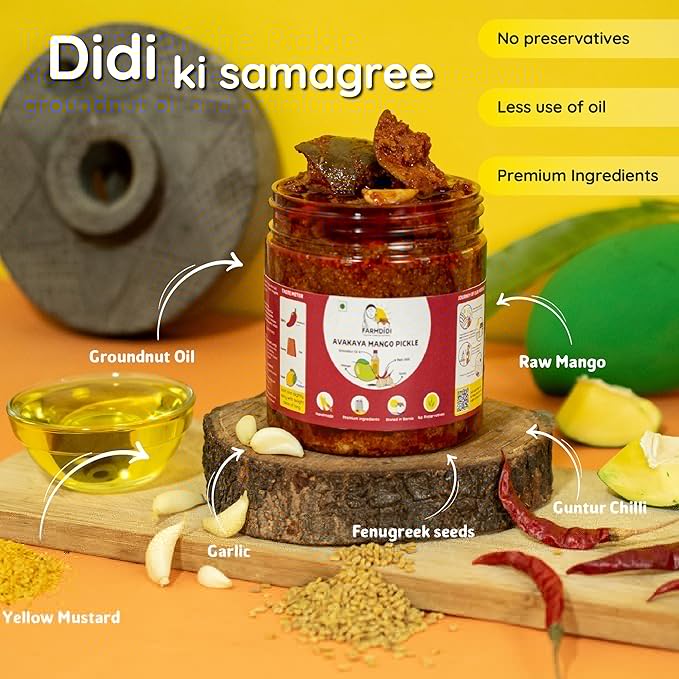 Didi ki samagree
No preservatives
Less use of oil
Premium Ingredients
FARMDIDI
AVAKAYA MANGO PICKLE
Groundnut Oil
Raw Mango
Guntur Chilli
Fenugreek seeds
Garlic
Yellow Mustard